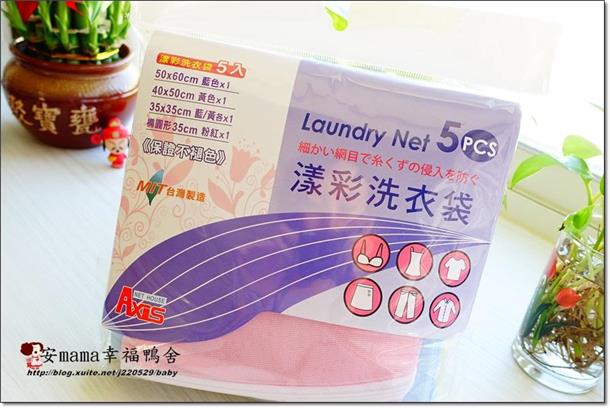 聚寶甕
漾彩洗衣袋 5入
50x60cm 藍色x1
40x50cm 黃色x1
35x35cm 藍/黃各x1
橢圓形35cm 粉紅x1
《保證不褪色》
MIT台灣製造
Laundry Net 5PCS
細かい網目で糸くずの侵入を防ぐ
漾彩洗衣袋
NET HOUSE
AXIS
安mama幸福鴨舍
http://blog.xuite.net/j220529/baby